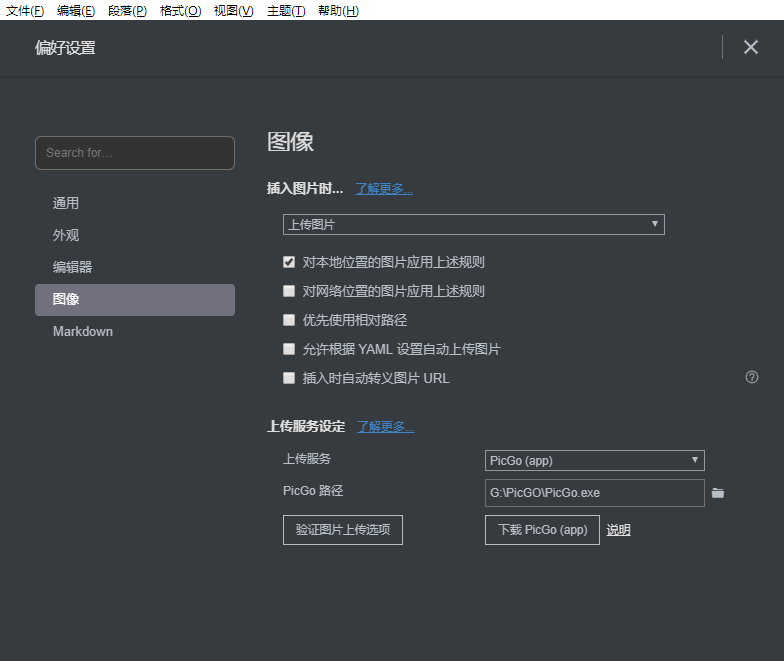 文件(F) 编辑(E) 段落(P) 格式(O) 视图(V) 主题(T) 帮助(H)
偏好设置
Search for...
通用
外观
编辑器
图像
Markdown
图像
插入图片时... 了解更多...
上传图片
对本地位置的图片应用上述规则
对网络位置的图片应用上述规则
优先使用相对路径
允许根据 YAML 设置自动上传图片
插入时自动转义图片 URL
上传服务设定 了解更多...
上传服务 PicGo (app)
PicGo 路径 G:\PicGO\PicGo.exe
验证图片上传选项 下载 PicGo (app) 说明